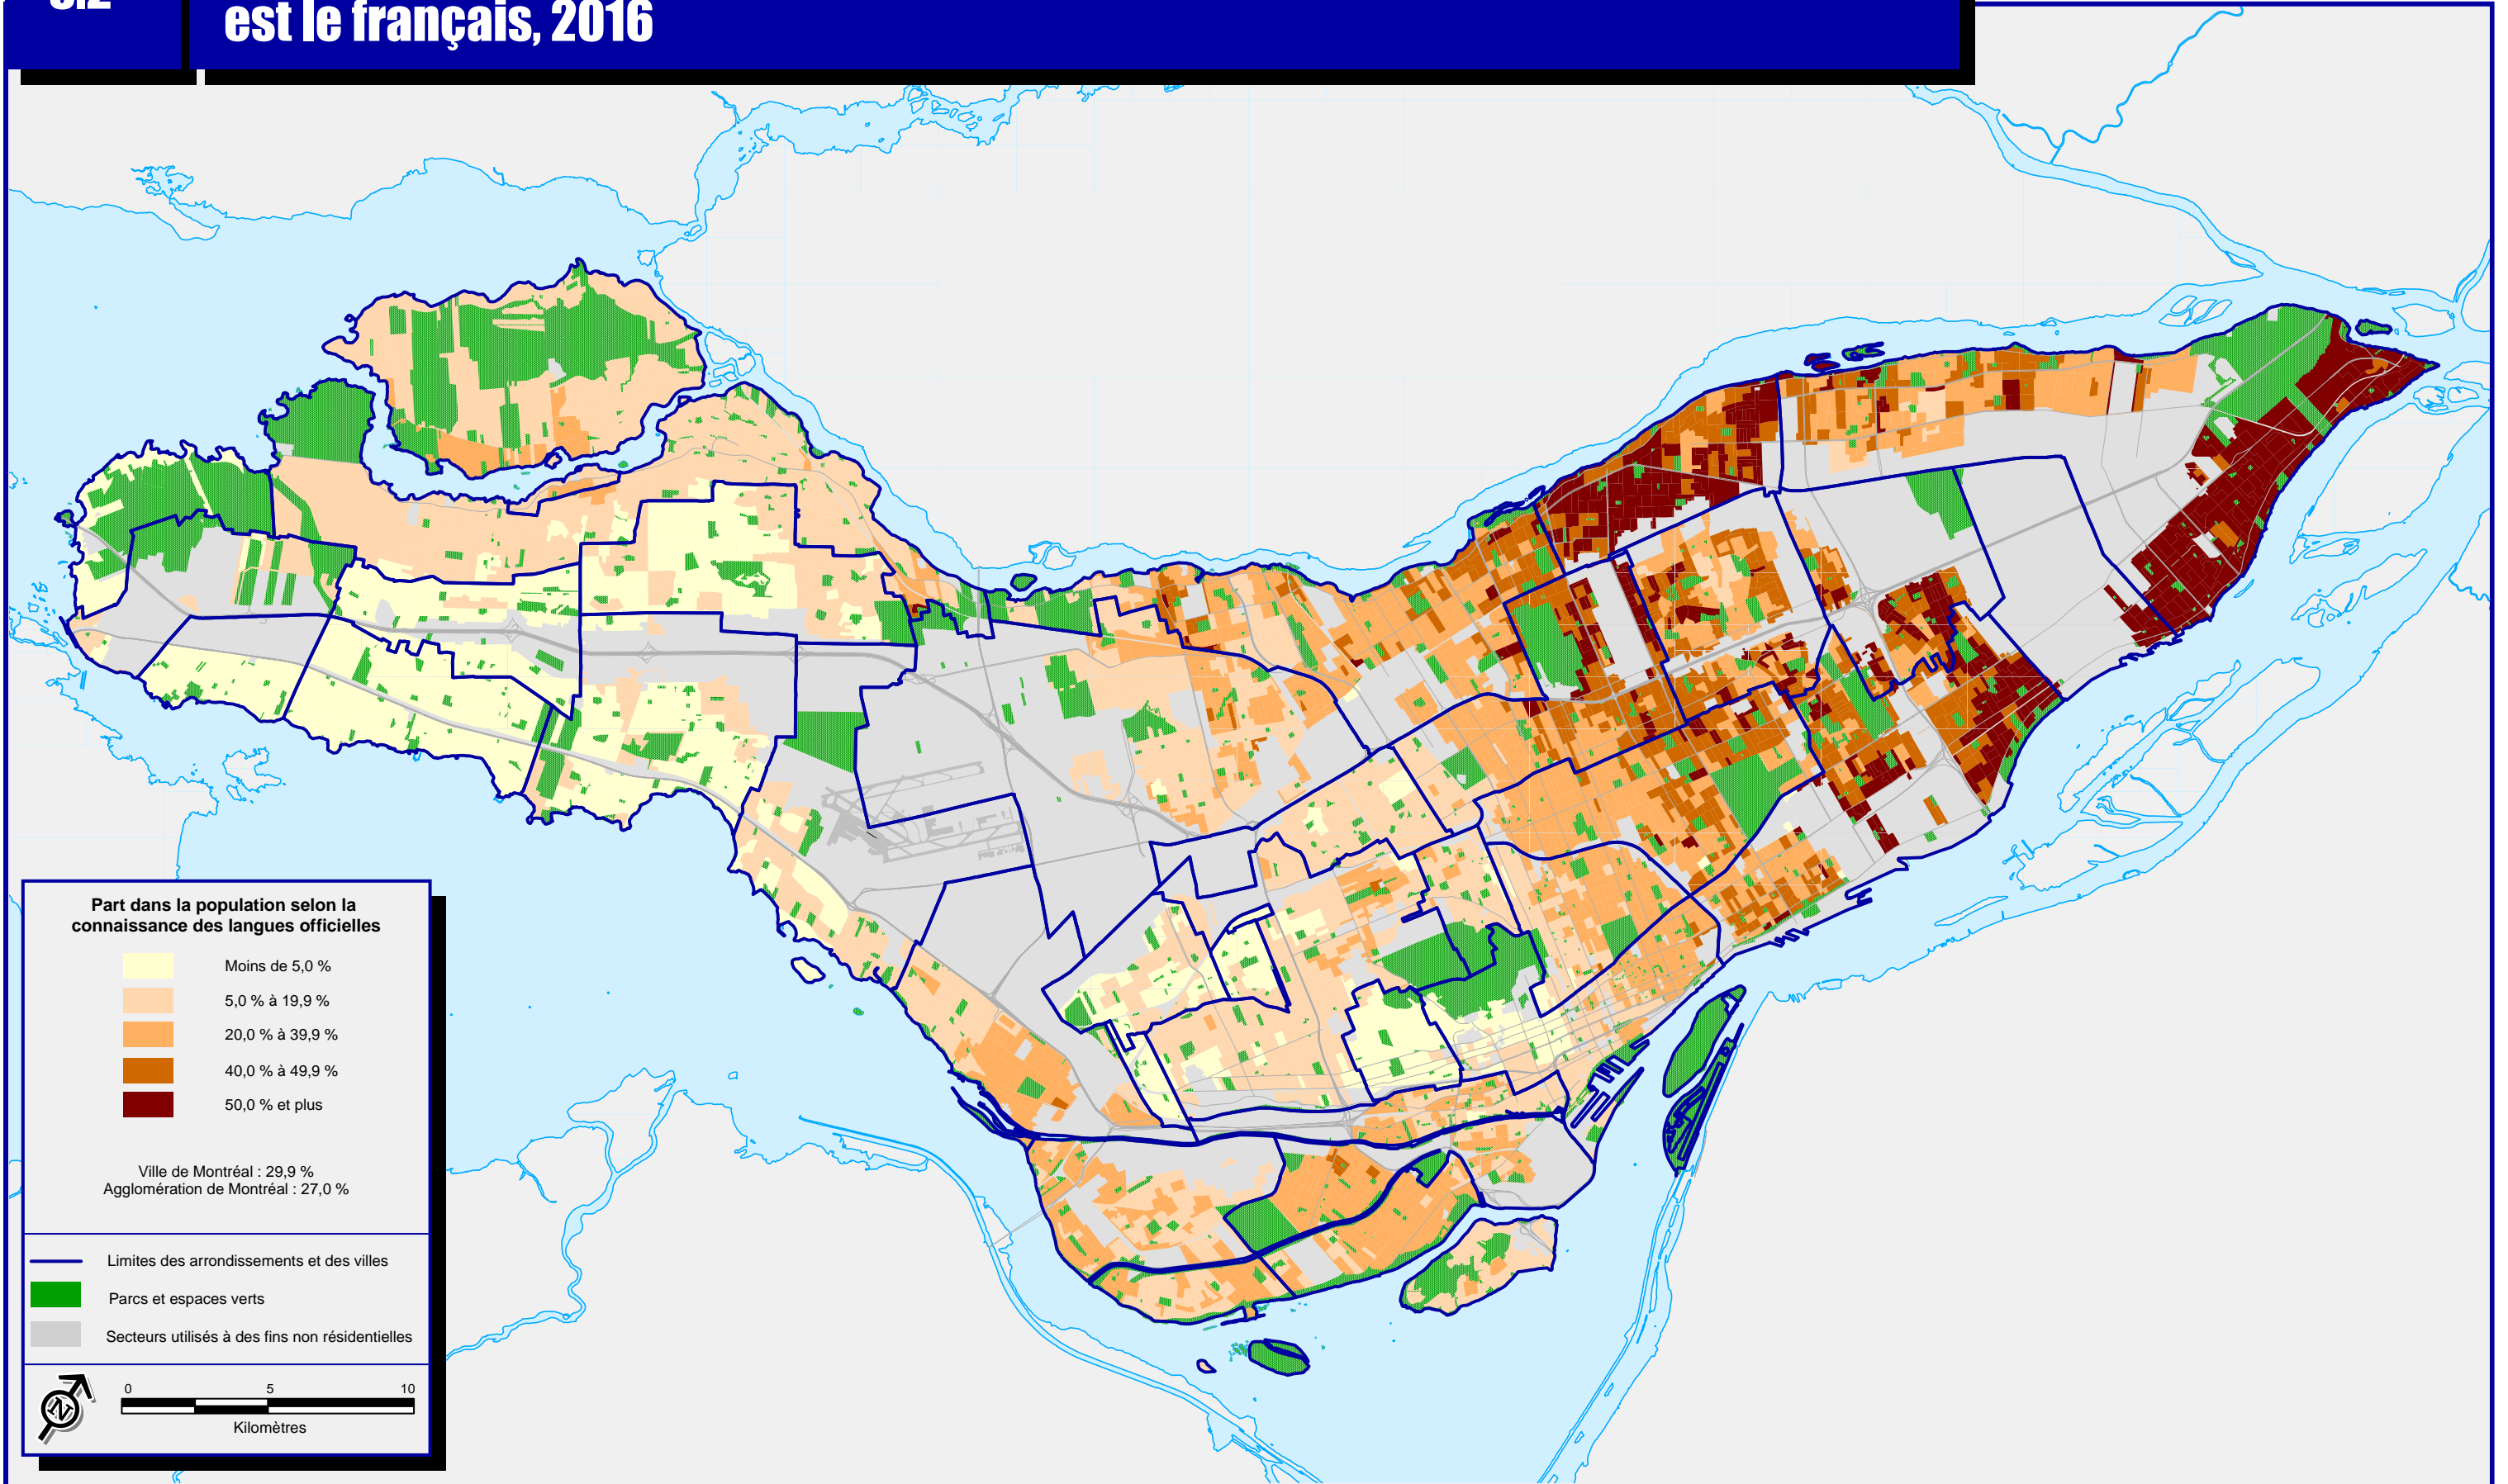 est le français, 2016
Part dans la population selon la
connaissance des langues officielles
Moins de 5,0 %
5,0 % à 19,9 %
20,0 % à 39,9 %
40,0 % à 49,9 %
50,0 % et plus
Ville de Montréal : 29,9 %
Agglomération de Montréal : 27,0 %
Limites des arrondissements et des villes
Parcs et espaces verts
Secteurs utilisés à des fins non résidentielles
N
0 5 10
Kilomètres